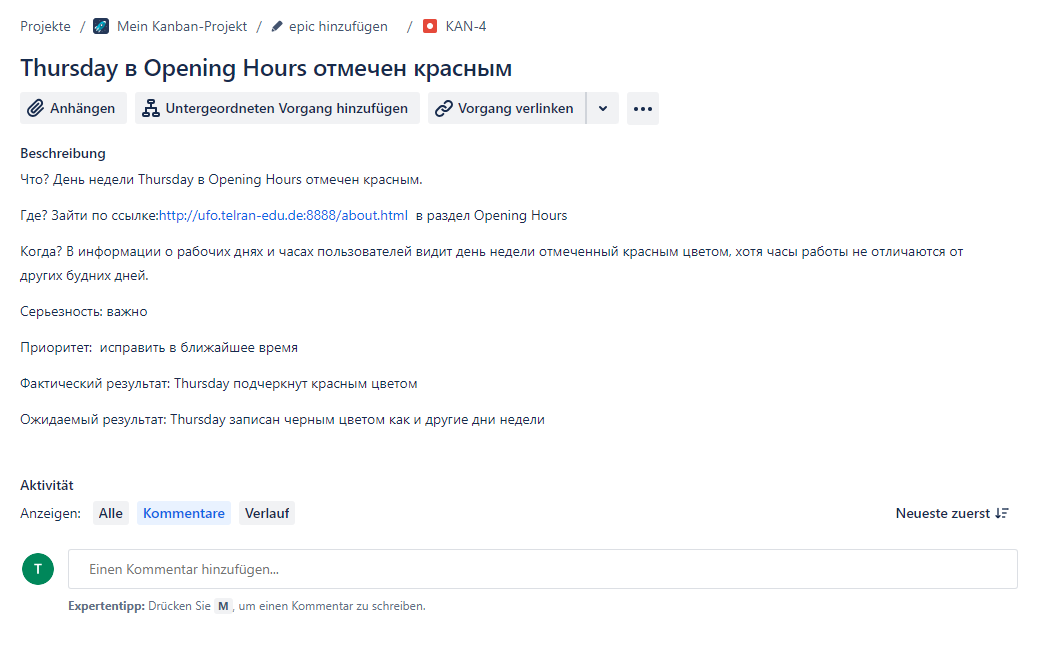 Projekte / Mein Kanban-Projekt / epic hinzufügen / KAN-4
Thursday в Opening Hours отмечен красным
Anhängen Untergeordneten Vorgang hinzufügen Vorgang verlinken
Beschreibung
Что? День недели Thursday в Opening Hours отмечен красным.
Где? Зайти по ссылке:http://ufo.telran-edu.de:8888/about.html в раздел Opening Hours
Когда? В информации о рабочих днях и часах пользователей видит день недели отмеченный красным цветом, хотя часы работы не отличаются от
других будних дней.
Серьезность: важно
Приоритет: исправить в ближайшее время
Фактический результат: Thursday подчеркнут красным цветом
Ожидаемый результат: Thursday записан черным цветом как и другие дни недели
Aktivität
Anzeigen: Alle Kommentare Verlauf Neueste zuerst
T Einen Kommentar hinzufügen...
Expertentipp: Drücken Sie M, um einen Kommentar zu schreiben.